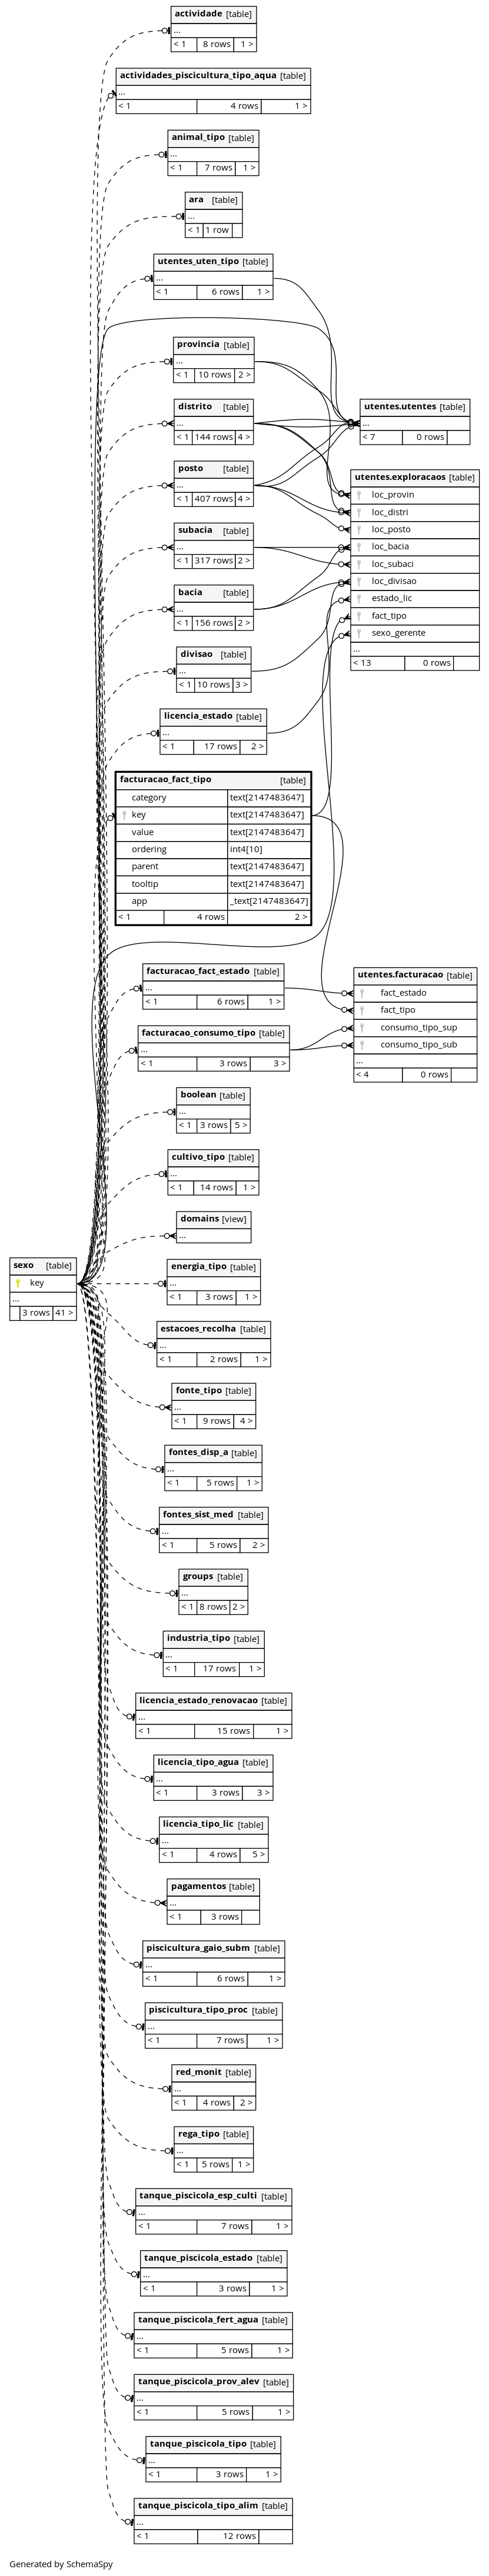 actividade [table]
...
< 1 8 rows 1 >
actividades_piscicultura_tipo_aqua [table]
...
< 1 4 rows 1 >
animal_tipo [table]
...
< 1 7 rows 1 >
ara [table]
...
< 1 1 row
utentes_uten_tipo [table]
...
< 1 6 rows 1 >
provincia [table]
...
< 1 10 rows 2 >
distrito [table]
...
< 1 144 rows 4 >
utentes.utentes [table]
...
< 7 0 rows
posto [table]
...
< 1 407 rows 4 >
utentes.exploracaos [table]
loc_provin
loc_distri
loc_posto
loc_bacia
loc_subaci
loc_divisao
estado_lic
fact_tipo
sexo_gerente
...
< 13 0 rows
subacia [table]
...
< 1 317 rows 2 >
bacia [table]
...
< 1 156 rows 2 >
divisao [table]
...
< 1 10 rows 3 >
licencia_estado [table]
...
< 1 17 rows 2 >
facturacao_fact_tipo [table]
category text[2147483647]
key text[2147483647]
value text[2147483647]
ordering int4[10]
parent text[2147483647]
tooltip text[2147483647]
app _text[2147483647]
< 1 4 rows 2 >
facturacao_fact_estado [table]
...
< 1 6 rows 1 >
utentes.facturacao [table]
fact_estado
fact_tipo
consumo_tipo_sup
consumo_tipo_sub
...
< 4 0 rows
facturacao_consumo_tipo [table]
...
< 1 3 rows 3 >
boolean [table]
...
< 1 3 rows 5 >
cultivo_tipo [table]
...
< 1 14 rows 1 >
domains [view]
...
sexo [table]
key
...
3 rows 41 >
energia_tipo [table]
...
< 1 3 rows 1 >
estacoes_recolha [table]
...
< 1 2 rows 1 >
fonte_tipo [table]
...
< 1 9 rows 4 >
fontes_disp_a [table]
...
< 1 5 rows 1 >
fontes_sist_med [table]
...
< 1 5 rows 2 >
groups [table]
...
< 1 8 rows 2 >
industria_tipo [table]
...
< 1 17 rows 1 >
licencia_estado_renovacao [table]
...
< 1 15 rows 1 >
licencia_tipo_agua [table]
...
< 1 3 rows 3 >
licencia_tipo_lic [table]
...
< 1 4 rows 5 >
pagamentos [table]
...
< 1 3 rows
piscicultura_gaio_subm [table]
...
< 1 6 rows 1 >
piscicultura_tipo_proc [table]
...
< 1 7 rows 1 >
red_monit [table]
...
< 1 4 rows 2 >
rega_tipo [table]
...
< 1 5 rows 1 >
tanque_piscicola_esp_culti [table]
...
< 1 7 rows 1 >
tanque_piscicola_estado [table]
...
< 1 3 rows 1 >
tanque_piscicola_fert_agua [table]
...
< 1 5 rows 1 >
tanque_piscicola_prov_alev [table]
...
< 1 5 rows 1 >
tanque_piscicola_tipo [table]
...
< 1 3 rows 1 >
tanque_piscicola_tipo_alim [table]
...
< 1 12 rows
Generated by SchemaSpy